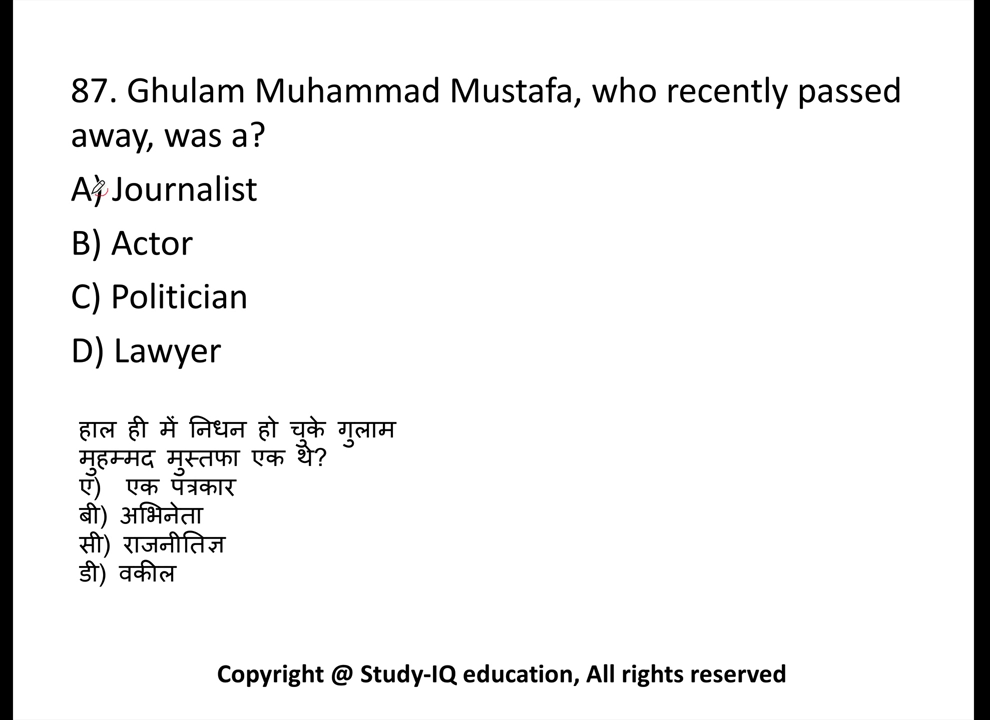 87. Ghulam Muhammad Mustafa, who recently passed
away, was a?
A) Journalist
B) Actor
C) Politician
D) Lawyer
हाल ही में निधन हो चुके गुलाम
मुहम्मद मुस्तफा एक थे?
ए) एक पत्रकार
बी) अभिनेता
सी) राजनीतिज्ञ
डी) वकील
Copyright @ Study-IQ education, All rights reserved